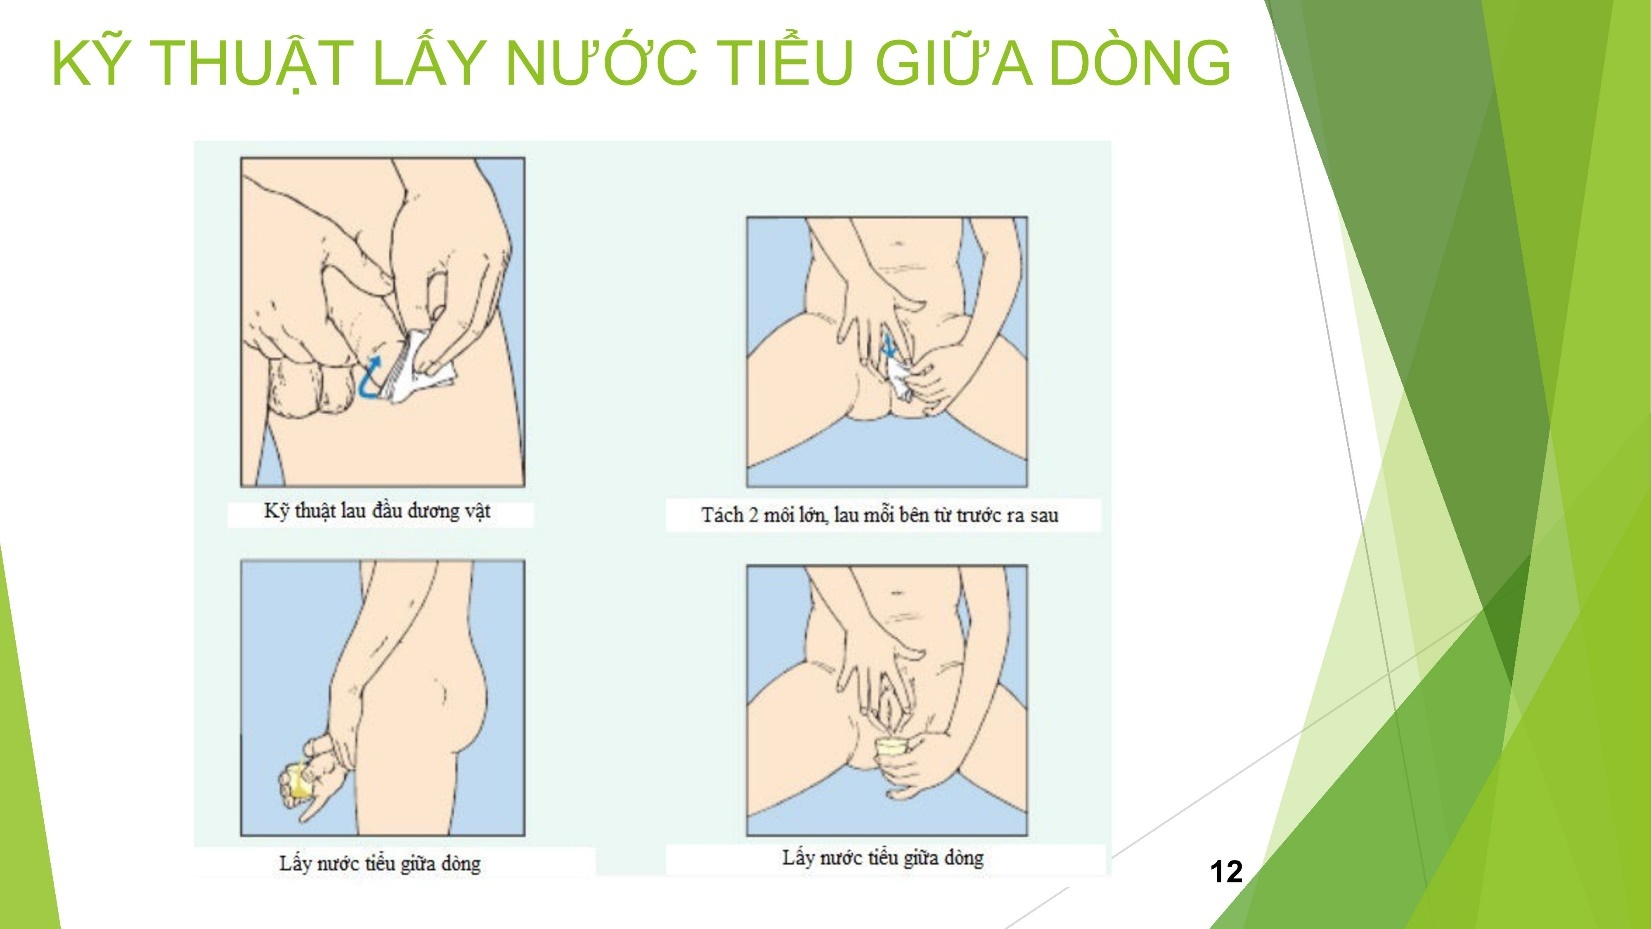 KỸ THUẬT LẤY NƯỚC TIỂU GIỮA DÒNG
Kỹ thuật lau đầu dương vật
Tách 2 môi lớn, lau mỗi bên từ trước ra sau
Lấy nước tiểu giữa dòng
Lấy nước tiểu giữa dòng
12